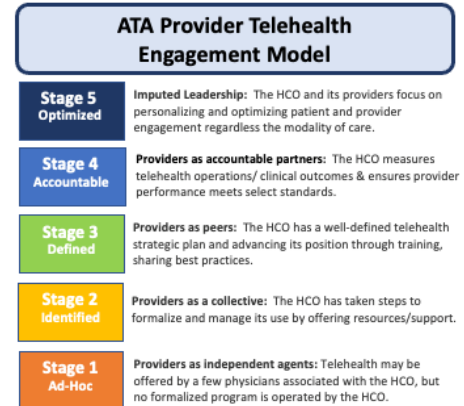 ATA Provider Telehealth
Engagement Model
Stage 5
Optimized
Imputed Leadership: The HCO and its providers focus on
personalizing and optimizing patient and provider
engagement regardless the modality of care.
Stage 4
Accountable
Providers as accountable partners: The HCO measures
telehealth operations/ clinical outcomes & ensures provider
performance meets select standards.
Stage 3
Defined
Providers as peers: The HCO has a well-defined telehealth
strategic plan and advancing its position through training,
sharing best practices.
Stage 2
Identified
Providers as a collective: The HCO has taken steps to
formalize and manage its use by offering resources/support.
Stage 1
Ad-Hoc
Providers as independent agents: Telehealth may be
offered by a few physicians associated with the HCO, but
no formalized program is operated by the HCO.